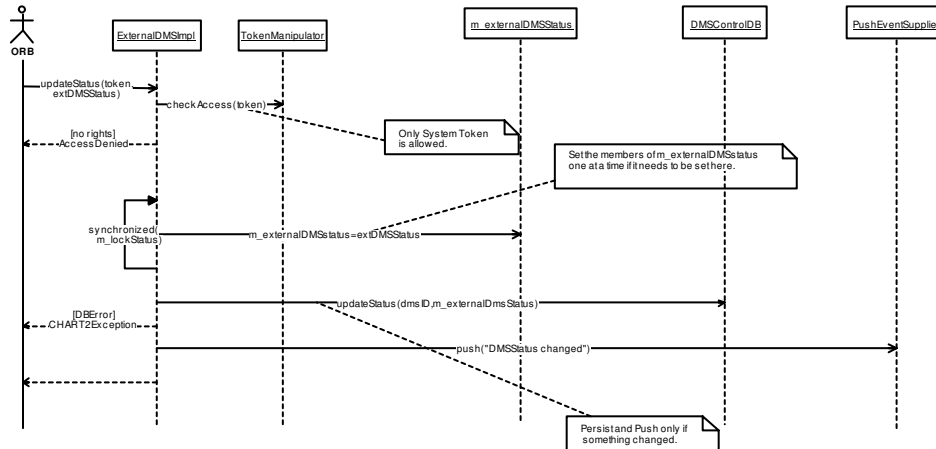 ORB
ExternalDMSImpl
TokenManipulator
m_externalDMSStatus
DMSControlDB
PushEventSupplie
updateStatus(token,
extDMSStatus)
checkAccess(token)
Only System Token
is allowed.
[no rights]
AccessDenied
Set the members of m_externalDMSstatus
one at a time if it needs to be set here.
synchronized(
m_lockStatus)
m_externalDMSstatus=extDMSStatus
updateStatus(dmsID,m_externalDmsStatus)
[DBError]
CHART2Exception
push("DMSStatus changed")
Persist and Push only if
something changed.